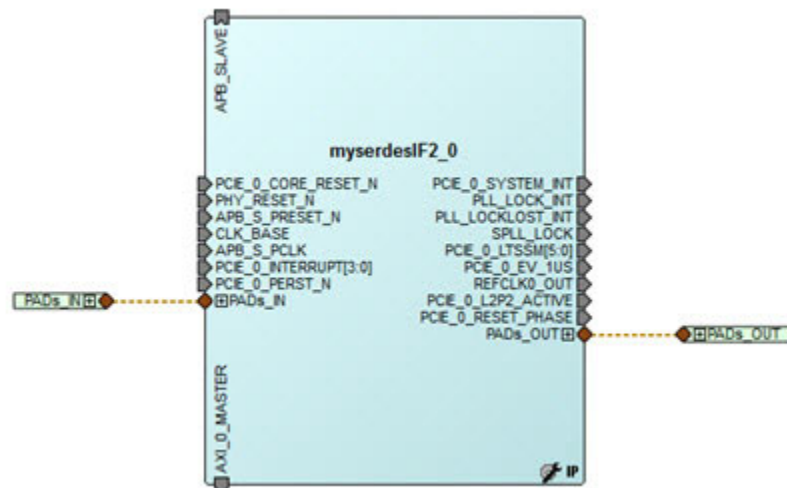 APB_SLAVE
myserdesIF2_0
PCIE_0_CORE_RESET_N
PHY_RESET_N
APB_S_PRESET_N
CLK_BASE
APB_S_PCLK
PCIE_0_INTERRUPT[3:0]
PCIE_0_PERST_N
PADs_IN
PADs_IN
PCIE_0_SYSTEM_INT
PLL_LOCK_INT
PLL_LOCKLOST_INT
SPLL_LOCK
PCIE_0_LTSSM[5:0]
PCIE_0_EV_1US
REFCLK0_OUT
PCIE_0_L2P2_ACTIVE
PCIE_0_RESET_PHASE
PADs_OUT
PADs_OUT
AXI_0_MASTER
IP